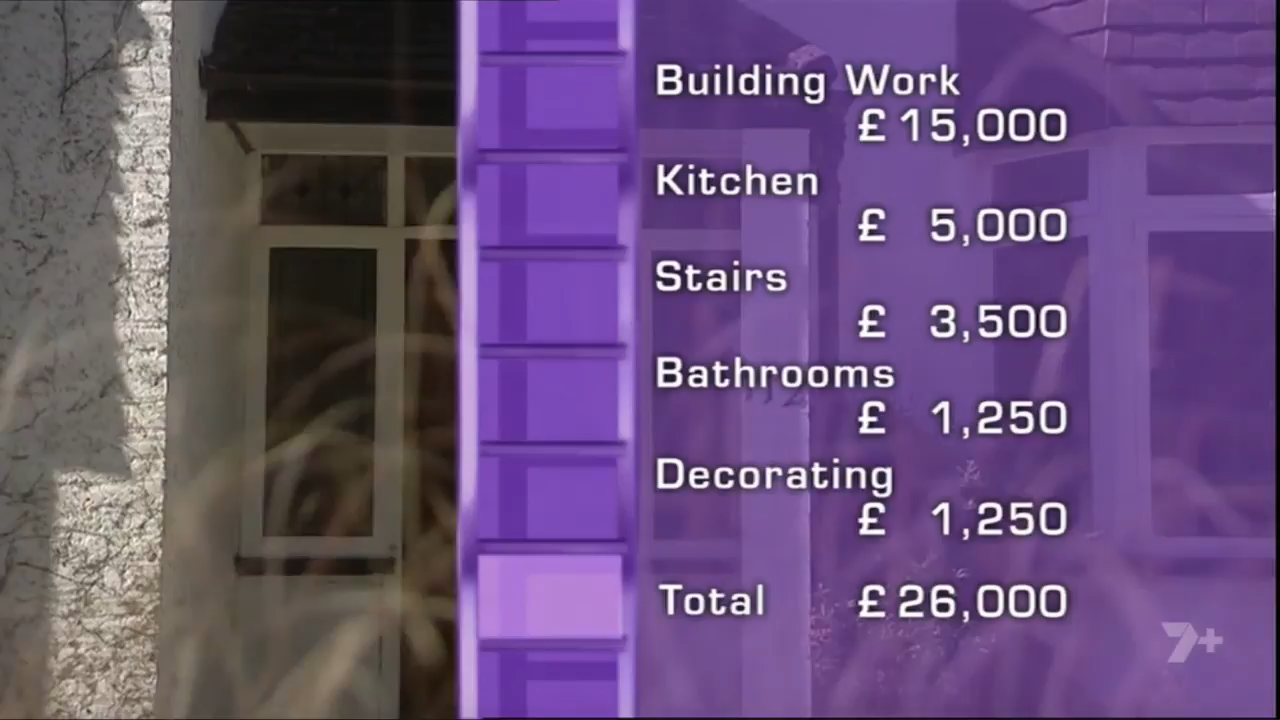 Building Work
£ 15,000
Kitchen
£ 5,000
Stairs
£ 3,500
Bathrooms
£ 1,250
Decorating
£ 1,250
Total £ 26,000
7+